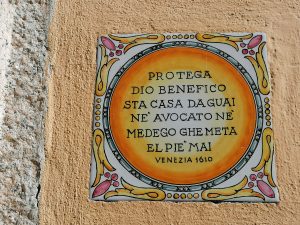 PROTEGA
DIO BENEFICO
STA CASA DA GUAI
NE' AVOCATO NE'
MEDEGO GHE META
EL PIE' MAI
VENEZIA 1610